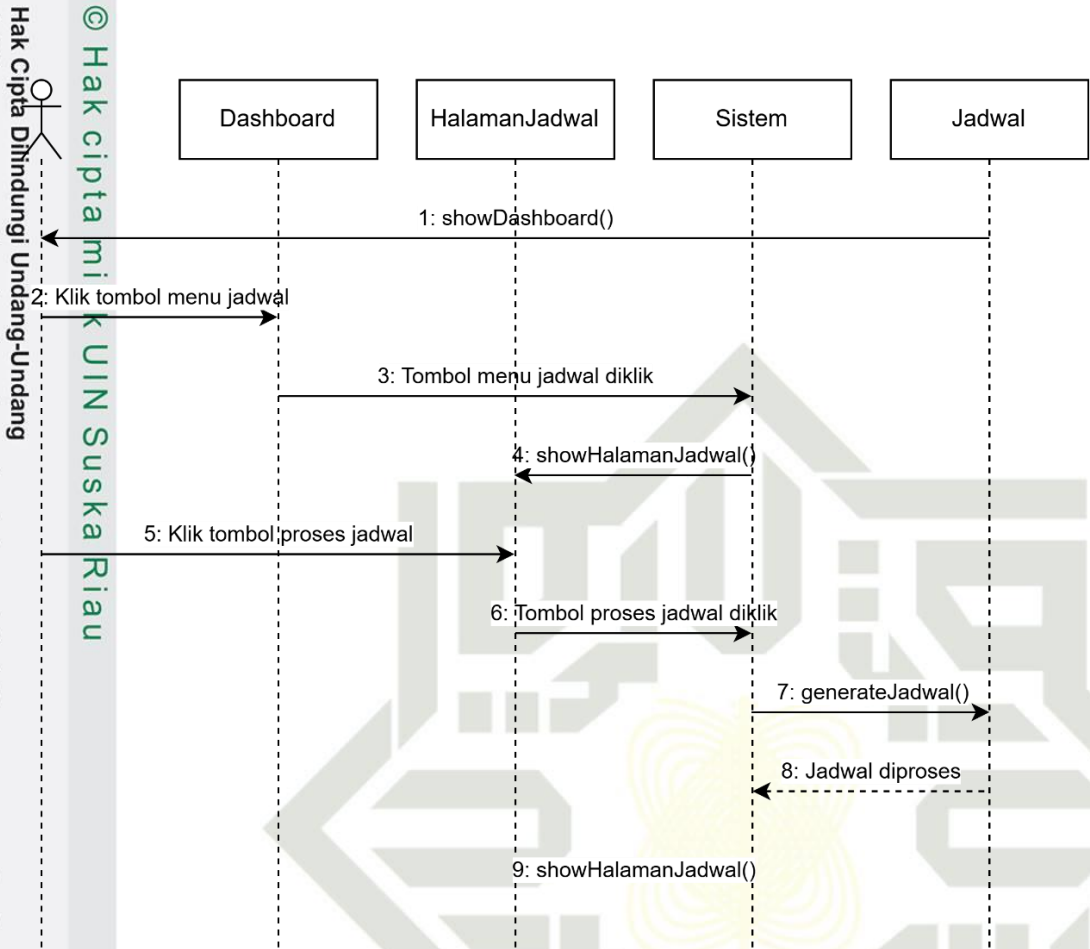 Hak Cipta Dilindungi Undang-Undang
© Hak cipta milik UIN Suska Riau
Dashboard
HalamanJadwal
Sistem
Jadwal
1: showDashboard()
2: Klik tombol menu jadwal
3: Tombol menu jadwal diklik
4: showHalamanJadwal()
5: Klik tombol proses jadwal
6: Tombol proses jadwal diklik
7: generateJadwal()
8: Jadwal diproses
9: showHalamanJadwal()